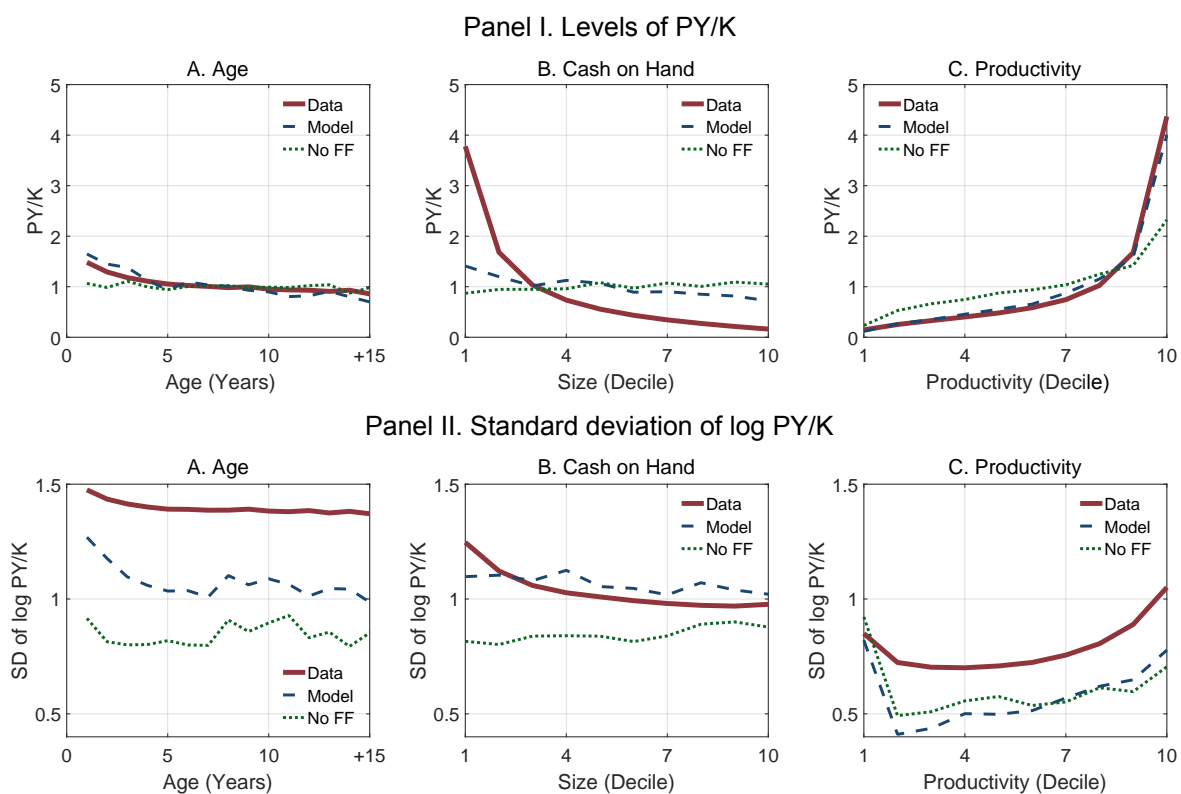 Panel I. Levels of PY/K
A. Age
PY/K
5
4
3
2
1
0
Data
Model
No FF
0
5
10
+15
Age (Years)
B. Cash on Hand
PY/K
5
4
3
2
1
0
Data
Model
No FF
1
4
7
10
Size (Decile)
C. Productivity
PY/K
5
4
3
2
1
0
Data
Model
No FF
1
4
7
10
Productivity (Decile)
Panel II. Standard deviation of log PY/K
A. Age
SD of log PY/K
1.5
1
0.5
Data
Model
No FF
0
5
10
+15
Age (Years)
B. Cash on Hand
SD of log PY/K
1.5
1
0.5
Data
Model
No FF
1
4
7
10
Size (Decile)
C. Productivity
SD of log PY/K
1.5
1
0.5
Data
Model
No FF
1
4
7
10
Productivity (Decile)